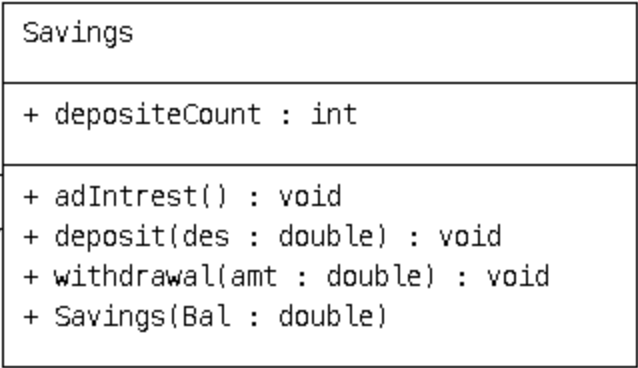 Savings
+ depositeCount : int
+ adIntrest() : void
+ deposit(des : double) : void
+ withdrawal(amt : double) : void
+ Savings(Bal : double)